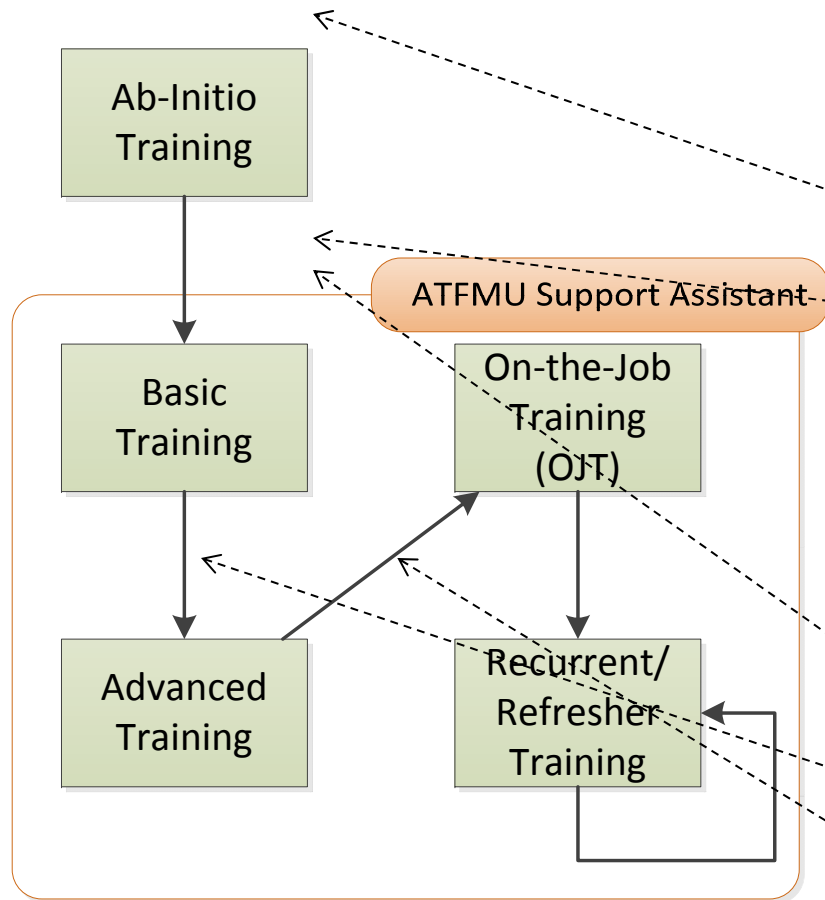 Ab-Initio
Training
ATFMU Support Assistant
Basic
Training
On-the-Job
Training
(OJT)
Advanced
Training
Recurrent/
Refresher
Training